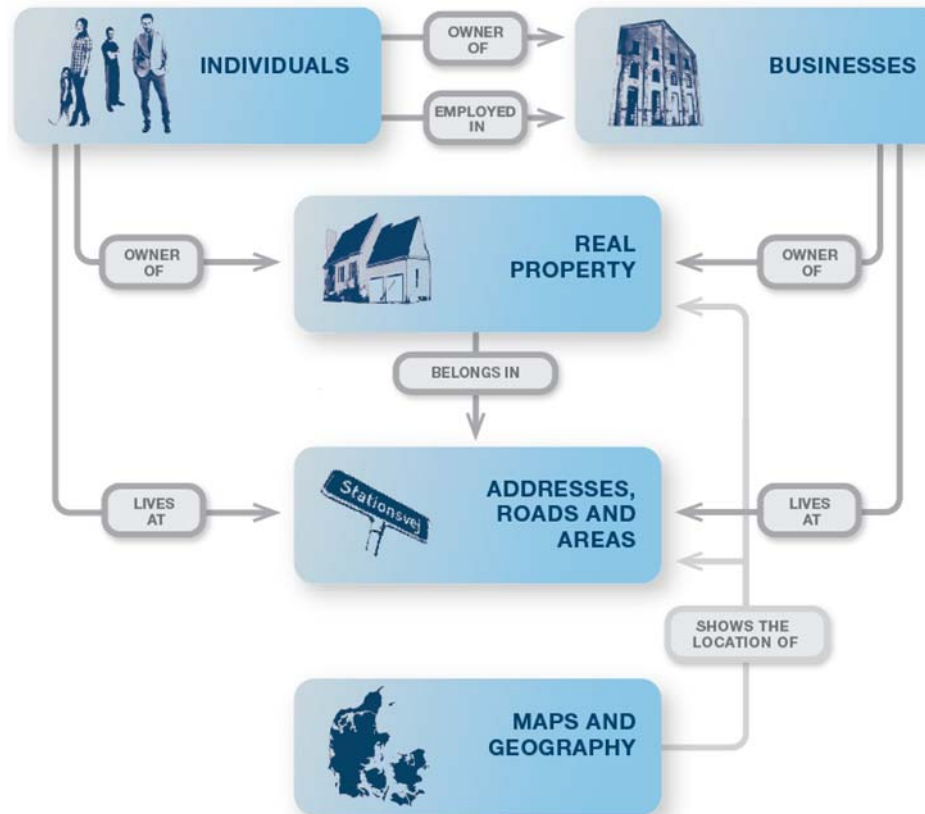 INDIVIDUALS
OWNER
OF
EMPLOYED
IN
BUSINESSES
OWNER
OF
REAL
PROPERTY
OWNER
OF
BELONGS IN
LIVES
AT
Stationsvej
ADDRESSES,
ROADS AND
AREAS
LIVES
AT
SHOWS THE
LOCATION OF
MAPS AND
GEOGRAPHY